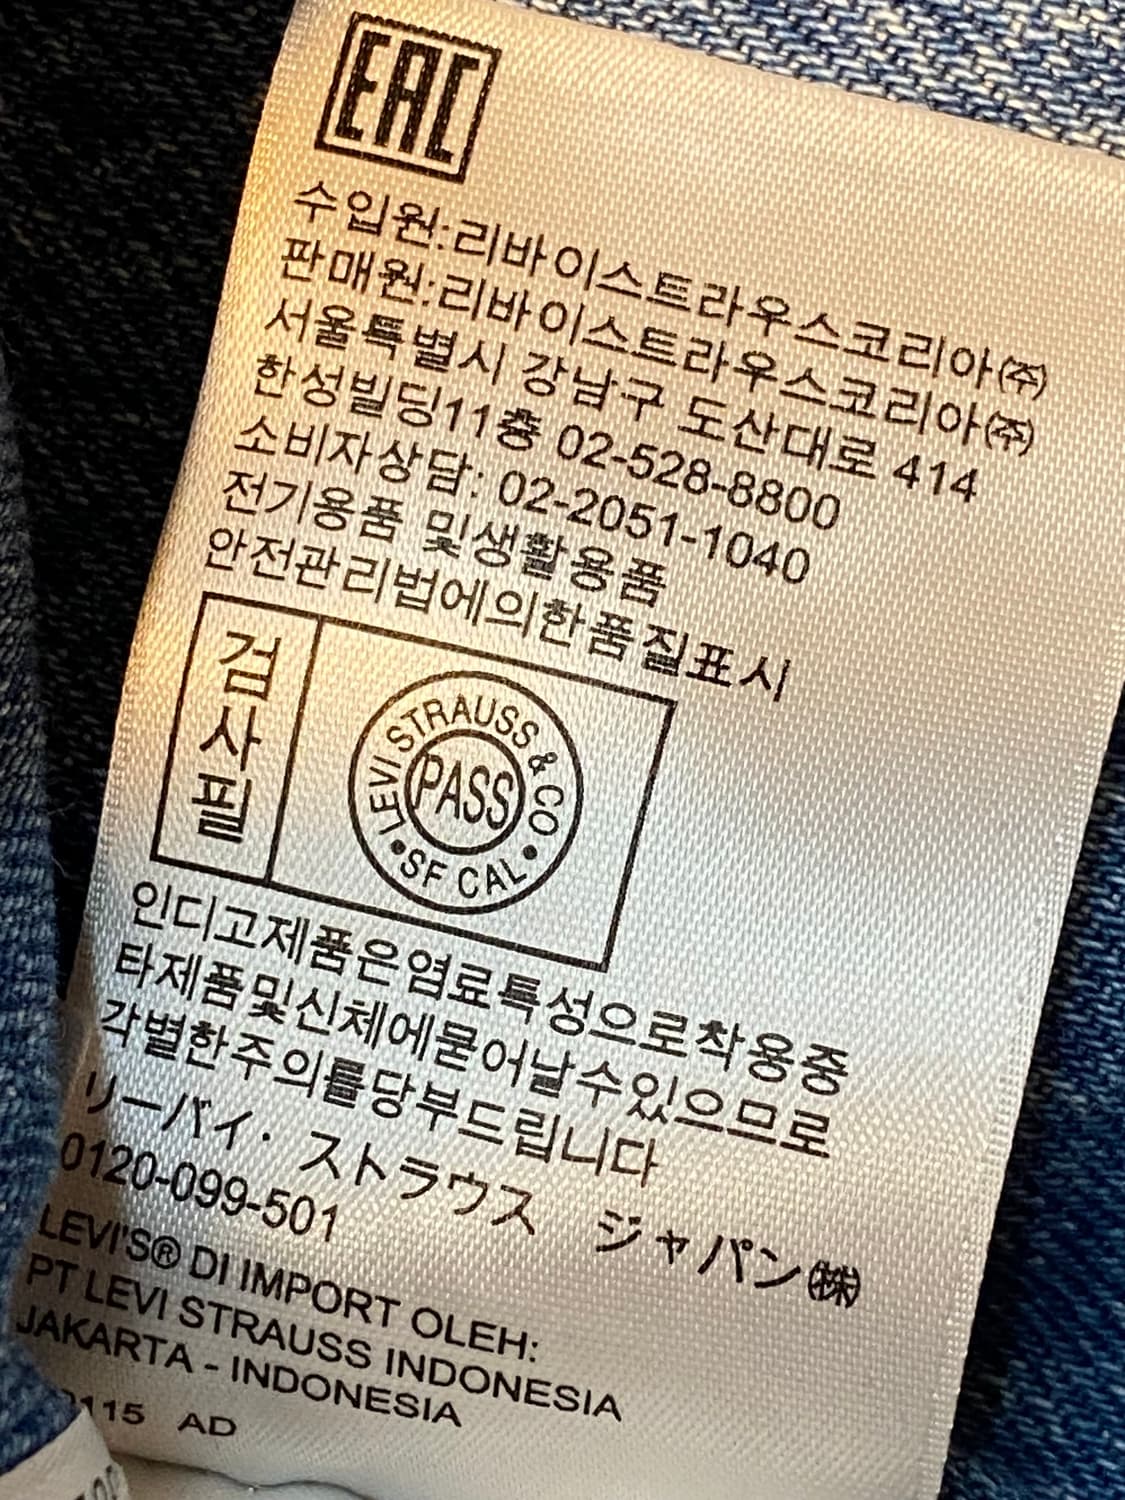 EAC
수입원:리바이스트라우스코리아㈜
판매원:리바이스트라우스코리아㈜
서울특별시 강남구 도산대로 414
한성빌딩11층 02-528-8800
소비자상담: 02-2051-1040
전기용품 및생활용품
안전관리법에의한품질표시
검사필
LEVI STRAUSS & CO
PASS
•SF CAL•
인디고제품은염료특성으로착용중
타제품및신체에묻어날수있으므로
각별한주의를당부드립니다
リーバイ・ストラウス ジャパン㈱
0120-099-501
LEVI'S® DI IMPORT OLEH:
PT LEVI STRAUSS INDONESIA
JAKARTA - INDONESIA
AD